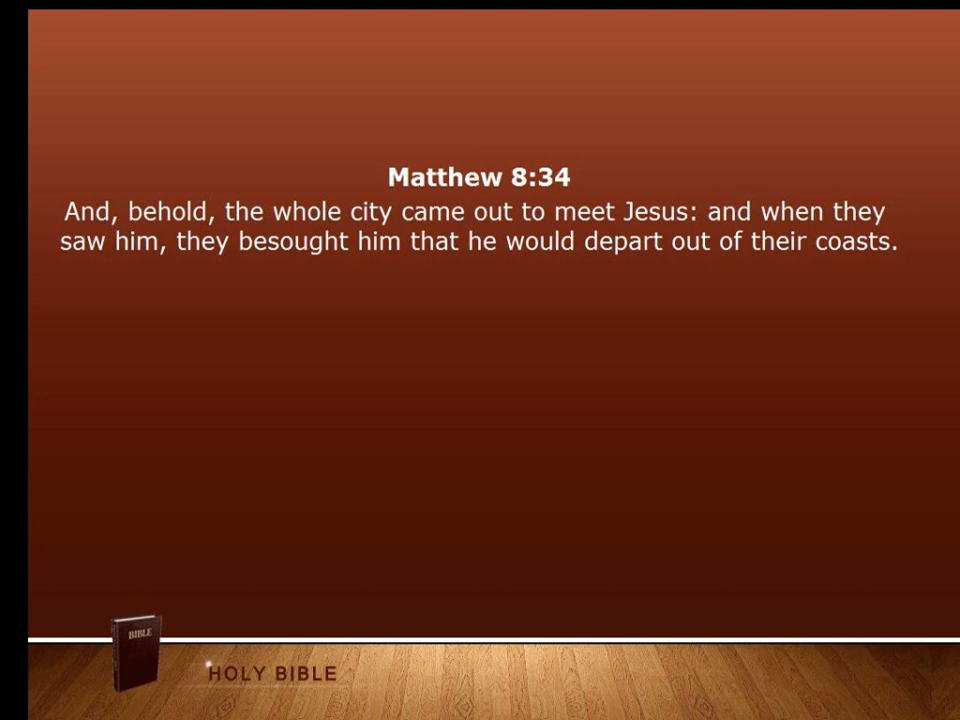 Matthew 8:34
And, behold, the whole city came out to meet Jesus: and when they
saw him, they besought him that he would depart out of their coasts.
BIBLE
HOLY BIBLE